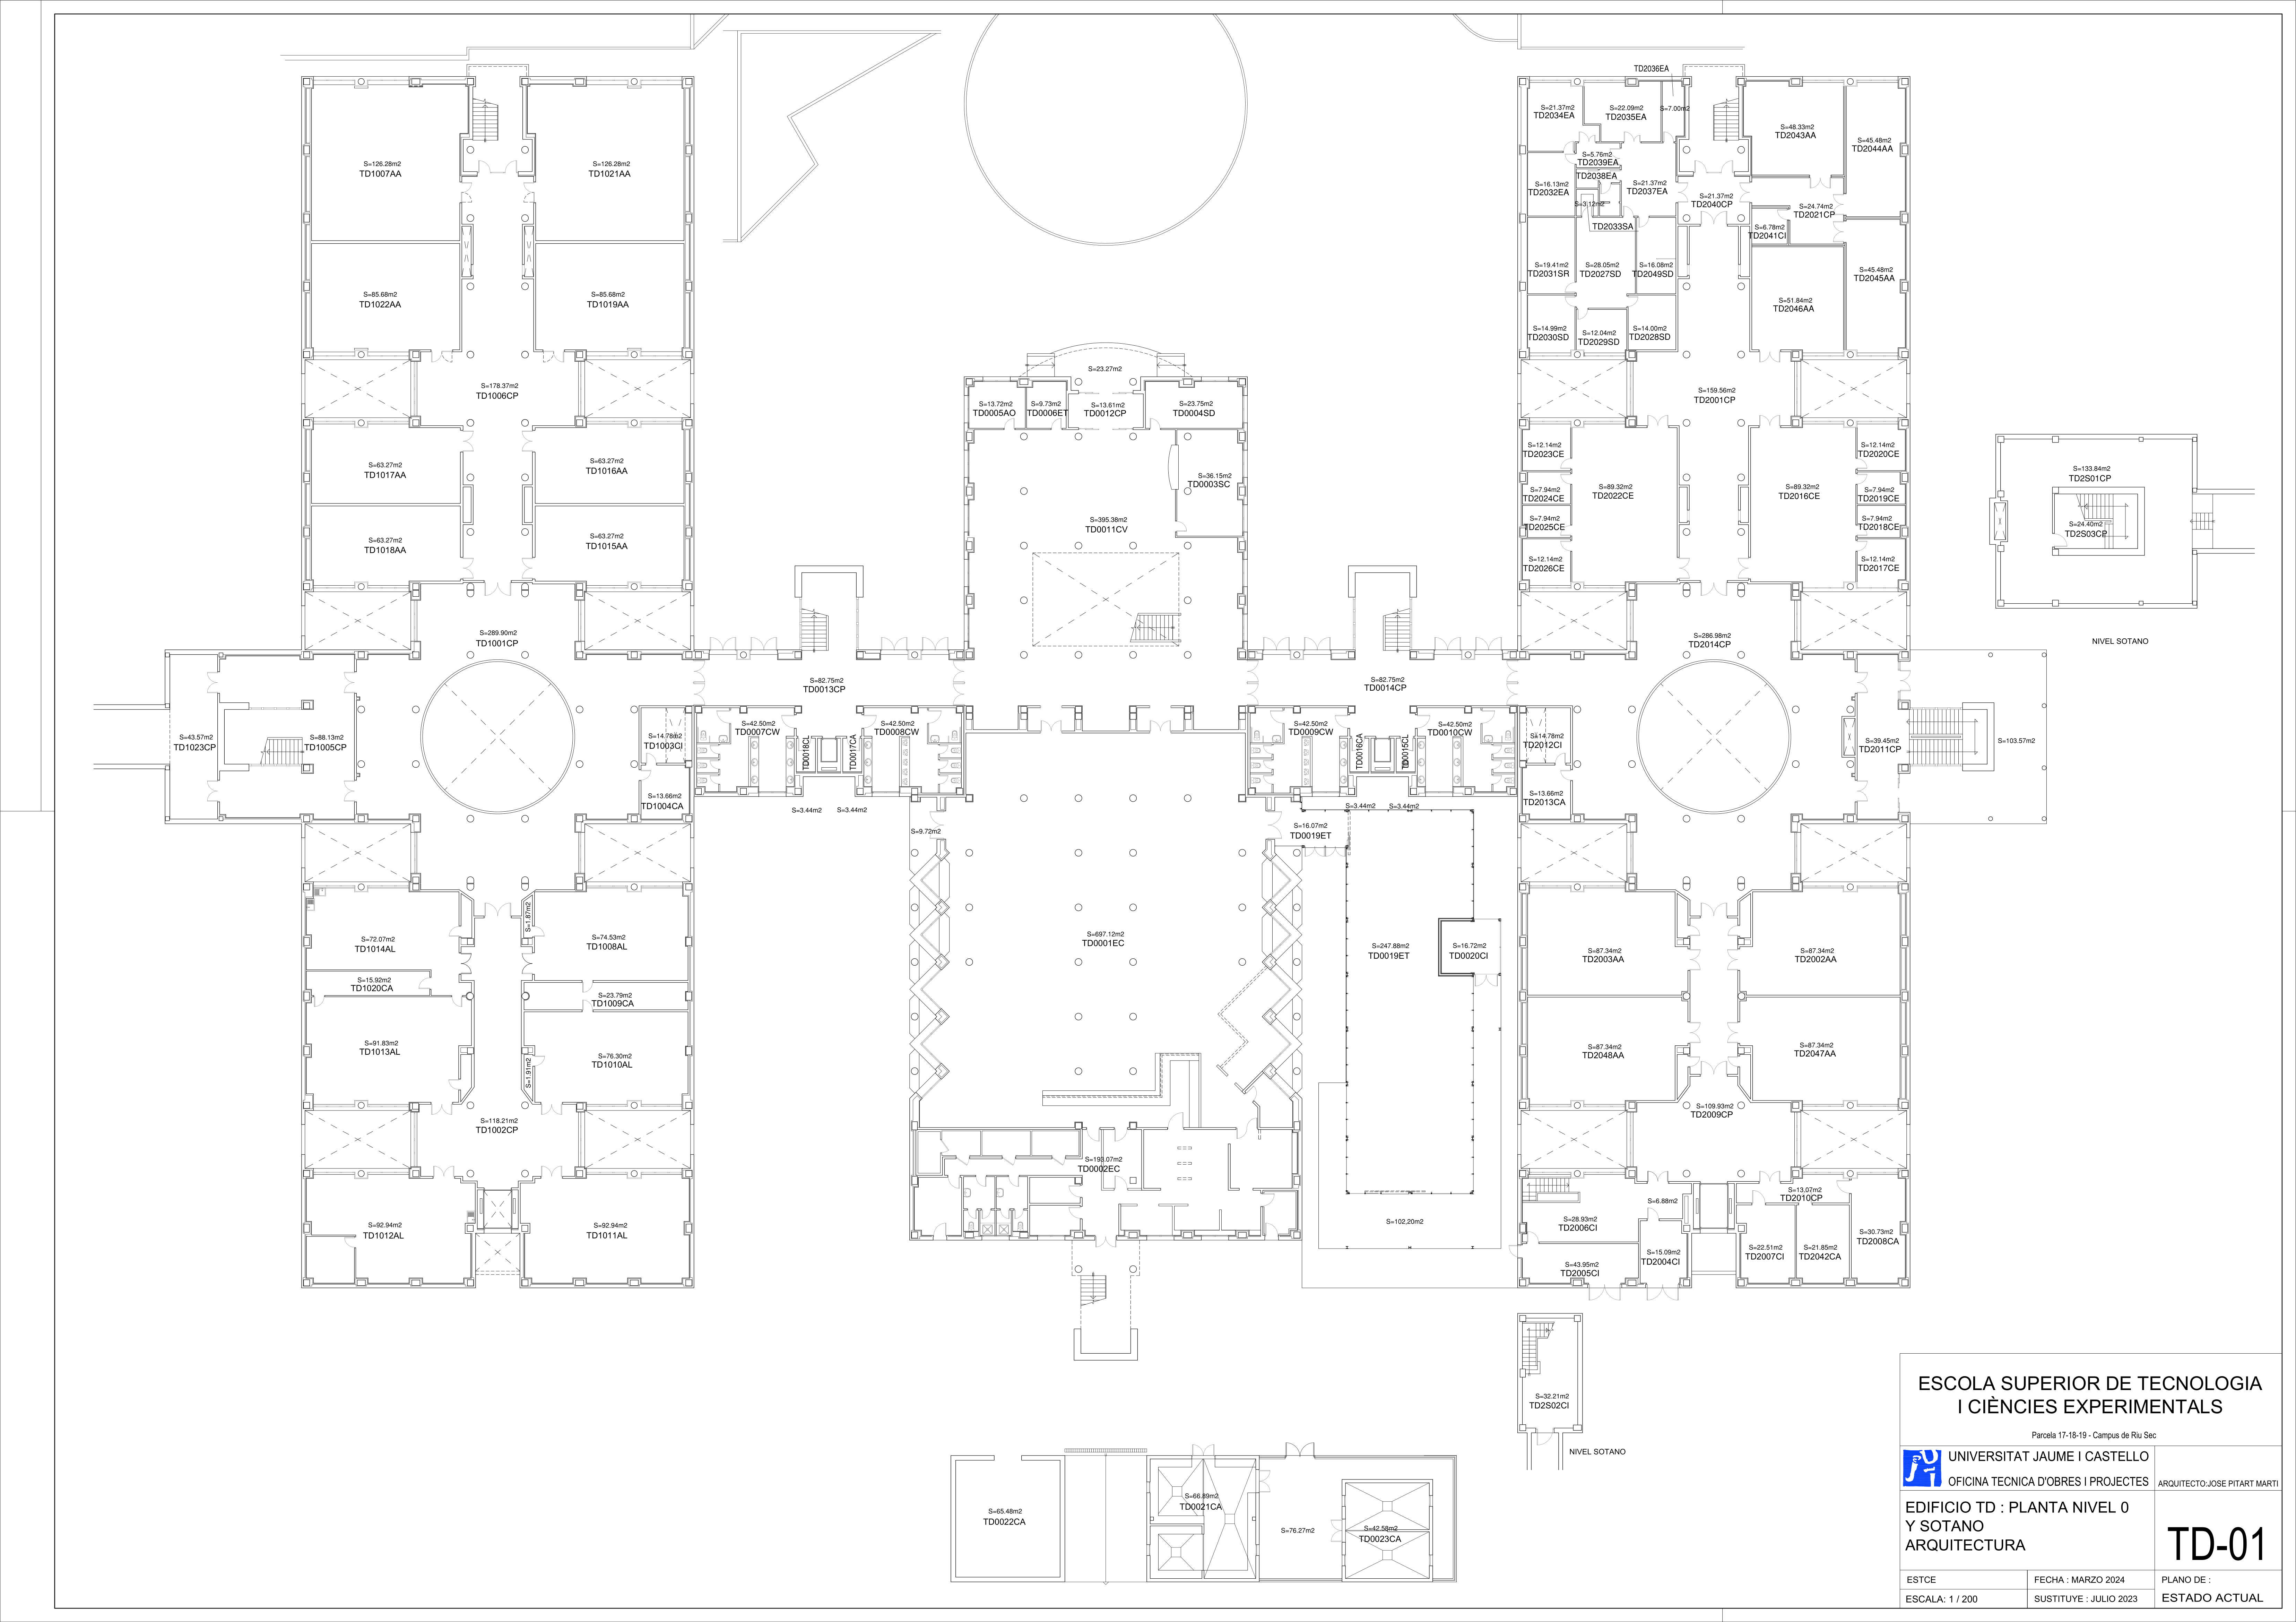 S=126.28m2
TD1007AA
S=126.28m2
TD1021AA
S=85.68m2
TD1022AA
S=85.68m2
TD1019AA
S=178.37m2
TD1006CP
S=63.27m2
TD1017AA
S=63.27m2
TD1016AA
S=63.27m2
TD1018AA
S=63.27m2
TD1015AA
S=289.90m2
TD1001CP
S=43.57m2
TD1023CP
S=88.13m2
TD1005CP
S=14.78m2
TD1003CI
S=13.66m2
TD1004CA
S=72.07m2
TD1014AL
S=1.87m2
S=74.53m2
TD1008AL
S=15.92m2
TD1020CA
S=23.79m2
TD1009CA
S=91.83m2
TD1013AL
S=1.91m2
S=76.30m2
TD1010AL
S=118.21m2
TD1002CP
S=92.94m2
TD1012AL
S=92.94m2
TD1011AL
S=82.75m2
TD0013CP
S=42.50m2
TD0007CW
TD0018CL
TD0017CA
S=42.50m2
TD0008CW
S=3.44m2
S=3.44m2
S=23.27m2
S=13.72m2
TD0005AO
S=9.73m2
TD0006ET
S=13.61m2
TD0012CP
S=23.75m2
TD0004SD
S=36.15m2
TD0003SC
S=395.38m2
TD0011CV
S=82.75m2
TD0014CP
S=42.50m2
TD0009CW
TD0016CA
TD0015CL
S=42.50m2
TD0010CW
S=3.44m2
S=3.44m2
S=9.72m2
S=16.07m2
TD0019ET
S=697.12m2
TD0001EC
S=247.88m2
TD0019ET
S=16.72m2
TD0020CI
S=193.07m2
TD0002EC
S=102,20m2
S=65.48m2
TD0022CA
S=66.89m2
TD0021CA
S=76.27m2
S=42.58m2
TD0023CA
TD2036EA
S=21.37m2
TD2034EA
S=22.09m2
TD2035EA
S=7.00m2
S=48.33m2
TD2043AA
S=45.48m2
TD2044AA
S=5.76m2
TD2039EA
TD2038EA
S=16.13m2
TD2032EA
S=21.37m2
TD2037EA
S=3.12m2
TD2033SA
S=21.37m2
TD2040CP
S=24.74m2
TD2021CP
S=6.78m2
TD2041CI
S=19.41m2
TD2031SR
S=28.05m2
TD2027SD
S=16.08m2
TD2049SD
S=45.48m2
TD2045AA
S=51.84m2
TD2046AA
S=14.99m2
TD2030SD
S=12.04m2
TD2029SD
S=14.00m2
TD2028SD
S=159.56m2
TD2001CP
S=12.14m2
TD2023CE
S=7.94m2
TD2024CE
S=7.94m2
TD2025CE
S=12.14m2
TD2026CE
S=89.32m2
TD2022CE
S=89.32m2
TD2016CE
S=12.14m2
TD2020CE
S=7.94m2
TD2019CE
S=7.94m2
TD2018CE
S=12.14m2
TD2017CE
S=286.98m2
TD2014CP
S=14.78m2
TD2012CI
S=13.66m2
TD2013CA
S=39.45m2
TD2011CP
S=103.57m2
S=87.34m2
TD2003AA
S=87.34m2
TD2002AA
S=87.34m2
TD2048AA
S=87.34m2
TD2047AA
S=109.93m2
TD2009CP
S=6.88m2
S=13.07m2
TD2010CP
S=28.93m2
TD2006CI
S=15.09m2
TD2004CI
S=43.95m2
TD2005CI
S=22.51m2
TD2007CI
S=21.85m2
TD2042CA
S=30.73m2
TD2008CA
S=133.84m2
TD2S01CP
S=24.40m2
TD2S03CP
NIVEL SOTANO
S=32.21m2
TD2S02CI
NIVEL SOTANO
ESCOLA SUPERIOR DE TECNOLOGIA
I CIÈNCIES EXPERIMENTALS
Parcela 17-18-19 - Campus de Riu Sec
UNIVERSITAT JAUME I CASTELLO
OFICINA TECNICA D'OBRES I PROJECTES
ARQUITECTO:JOSE PITART MARTI
EDIFICIO TD : PLANTA NIVEL 0
Y SOTANO
ARQUITECTURA
TD-01
ESTCE
FECHA : MARZO 2024
PLANO DE :
ESCALA: 1 / 200
SUSTITUYE : JULIO 2023
ESTADO ACTUAL